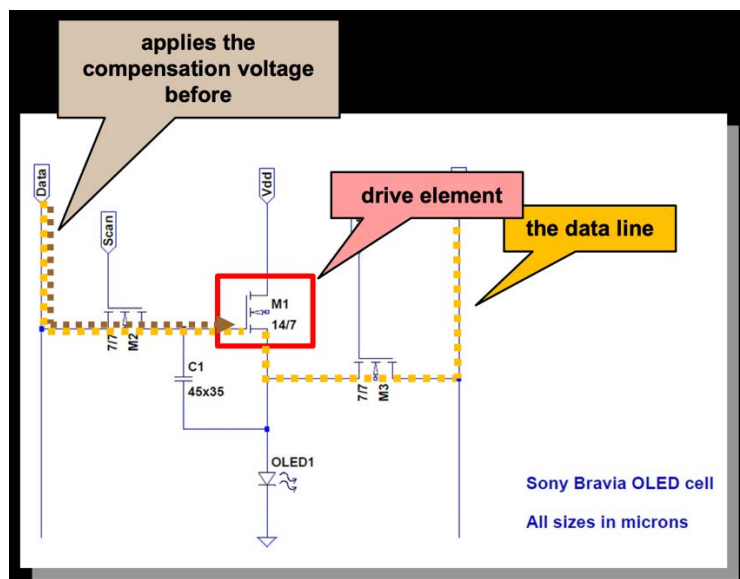 applies the
compensation voltage
before
Data
Scan
Vdd
drive element
the data line
M1
14/7
7/7
M2
C1
45x35
7/7
M3
OLED1
Sony Bravia OLED cell
All sizes in microns